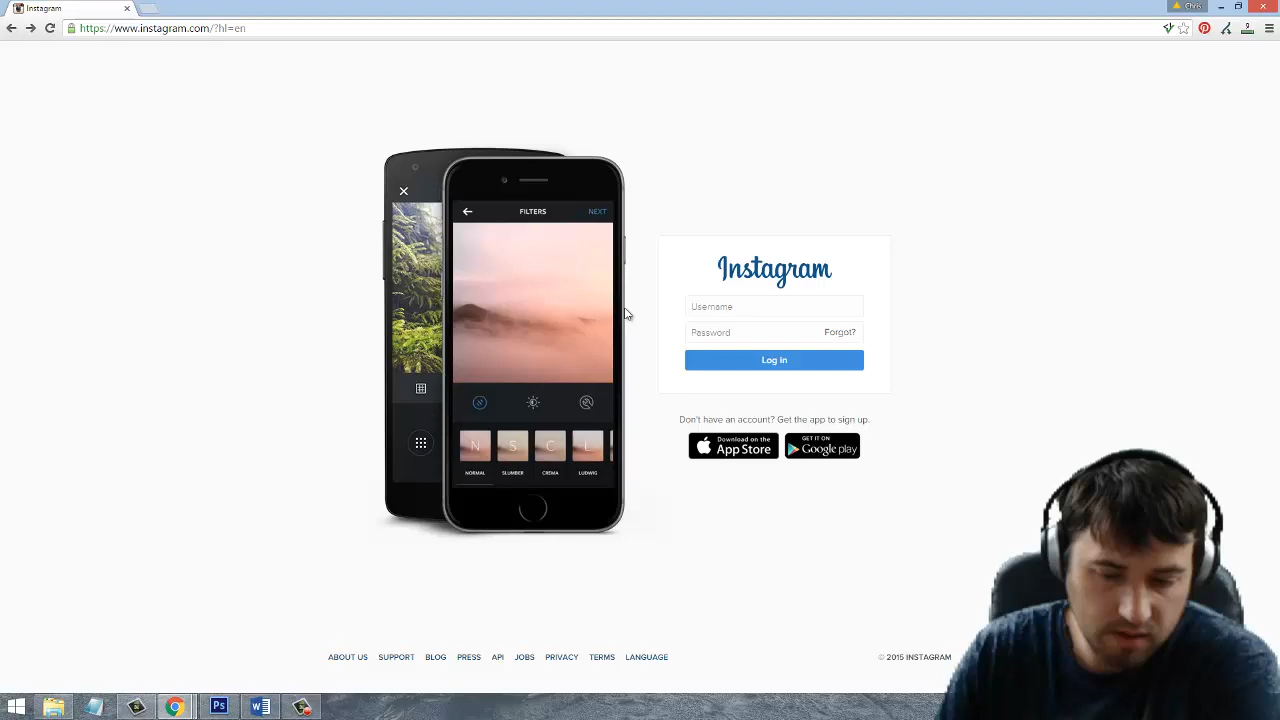 Instagram
Chris
https://www.instagram.com/?hl=en
FILTERS
NEXT
N
S
C
L
NORMAL
SLUMBER
CREMA
LUDWIG
Instagram
Username
Password
Forgot?
Log in
Don't have an account? Get the app to sign up.
Download on the
App Store
GET IT ON
Google play
ABOUT US
SUPPORT
BLOG
PRESS
API
JOBS
PRIVACY
TERMS
LANGUAGE
© 2015 INSTAGRAM
Ps
W